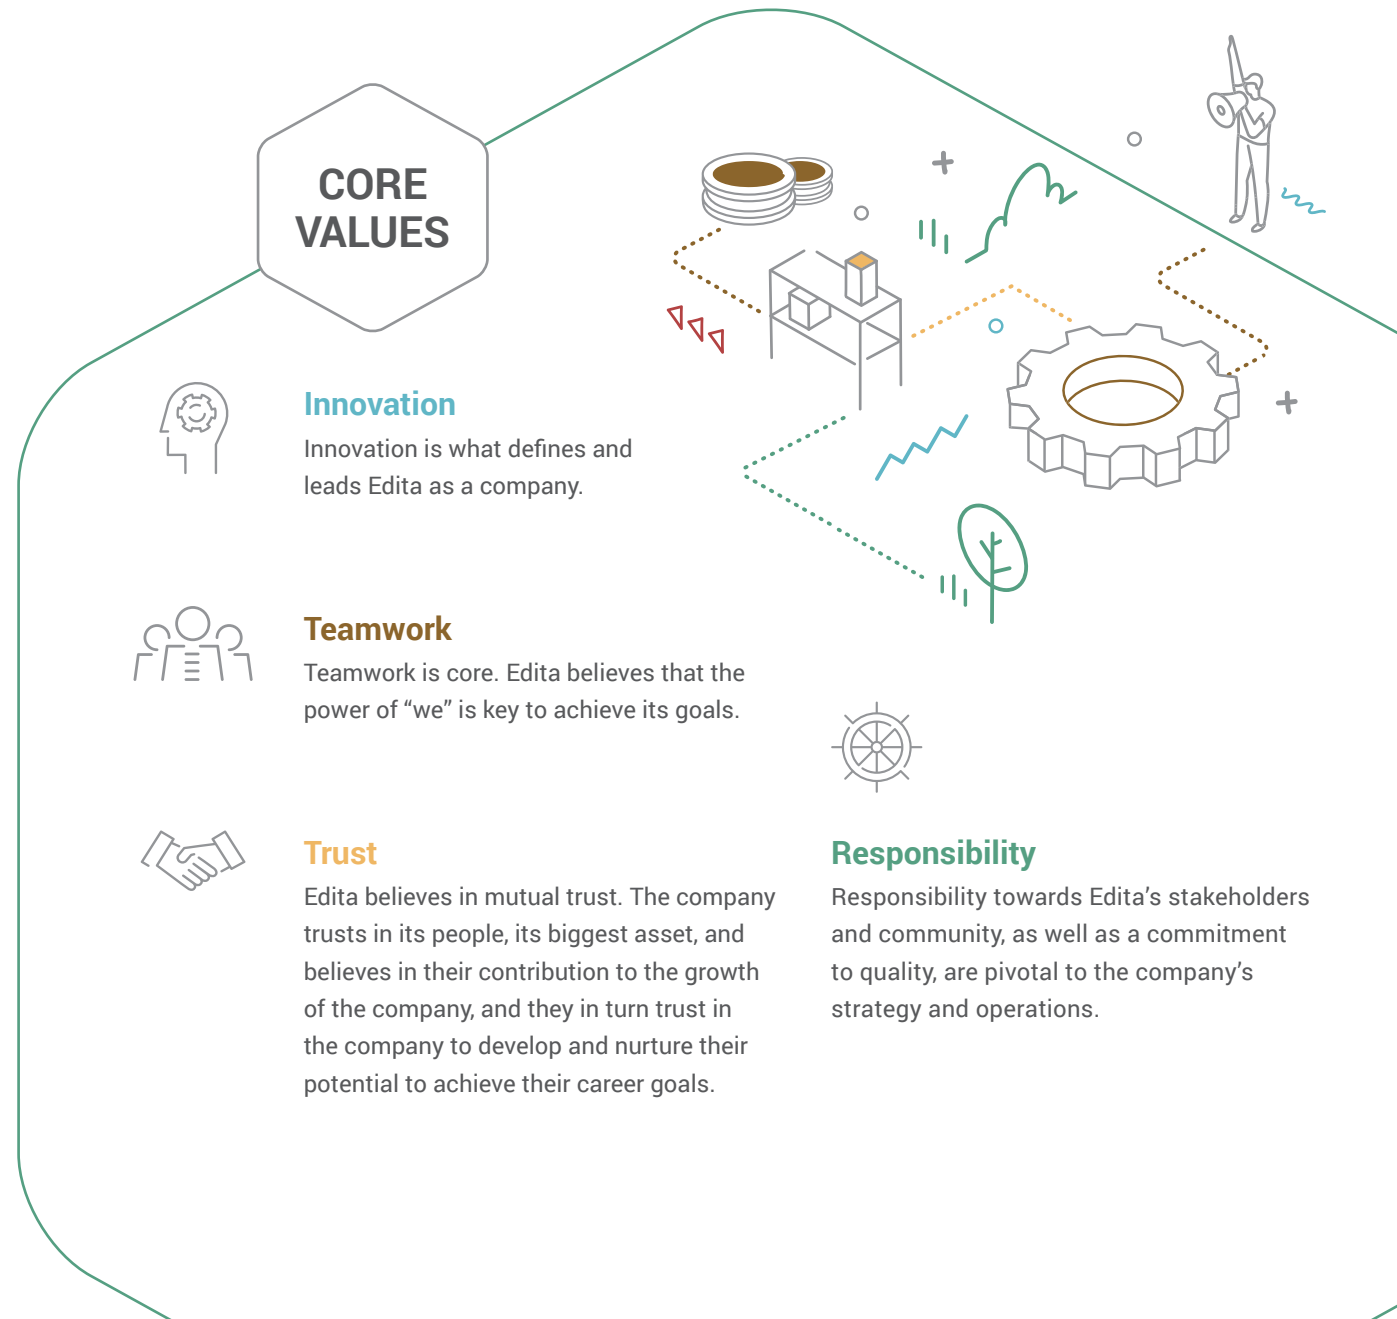 CORE
VALUES
Innovation
Innovation is what defines and
leads Edita as a company.
Teamwork
Teamwork is core. Edita believes that the
power of “we” is key to achieve its goals.
Trust
Edita believes in mutual trust. The company
trusts in its people, its biggest asset, and
believes in their contribution to the growth
of the company, and they in turn trust in
the company to develop and nurture their
potential to achieve their career goals.
Responsibility
Responsibility towards Edita’s stakeholders
and community, as well as a commitment
to quality, are pivotal to the company’s
strategy and operations.